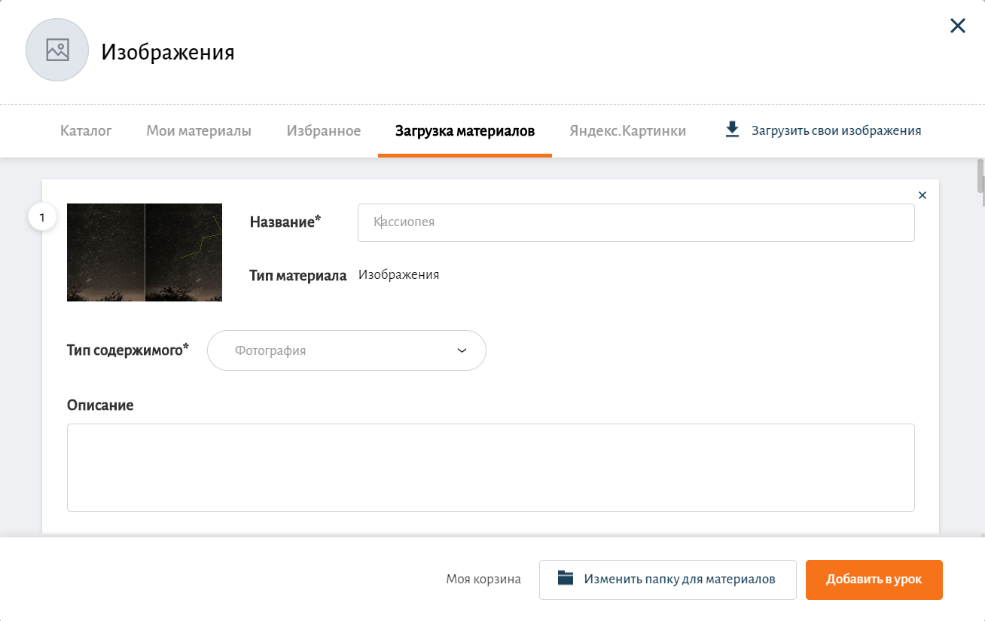 Изображения
Каталог Мои материалы Избранное Загрузка материалов Яндекс.Картинки Загрузить свои изображения
1
Название* Кассиопея
Тип материала Изображения
Тип содержимого* Фотография
Описание
Моя корзина Изменить папку для материалов Добавить в урок